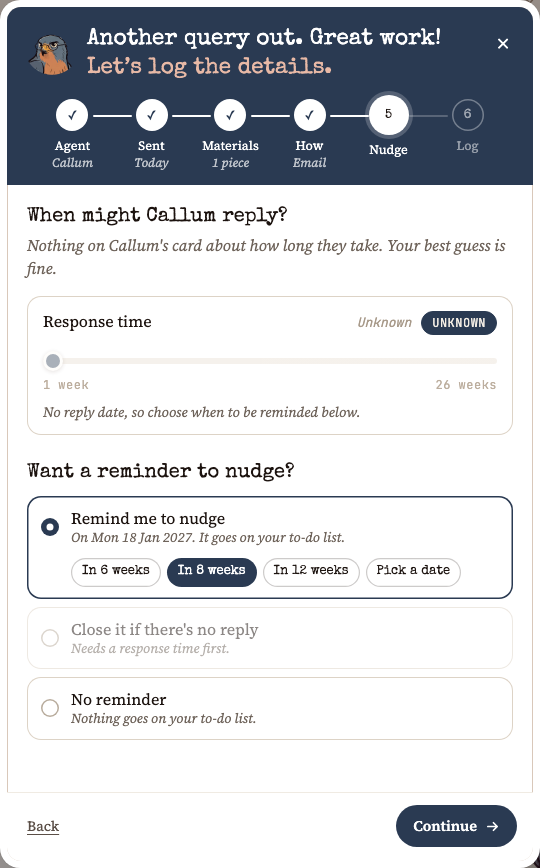 Another query out. Great work!
Let's log the details.
✕
✓
✓
✓
✓
5
6
Agent
Sent
Materials
How
Nudge
Log
Callum
Today
1 piece
Email
When might Callum reply?
Nothing on Callum's card about how long they take. Your best guess is
fine.
Response time
Unknown
UNKNOWN
1 week
26 weeks
No reply date, so choose when to be reminded below.
Want a reminder to nudge?
Remind me to nudge
On Mon 18 Jan 2027. It goes on your to-do list.
In 6 weeks
In 8 weeks
In 12 weeks
Pick a date
Close it if there's no reply
Needs a response time first.
No reminder
Nothing goes on your to-do list.
Back
Continue →